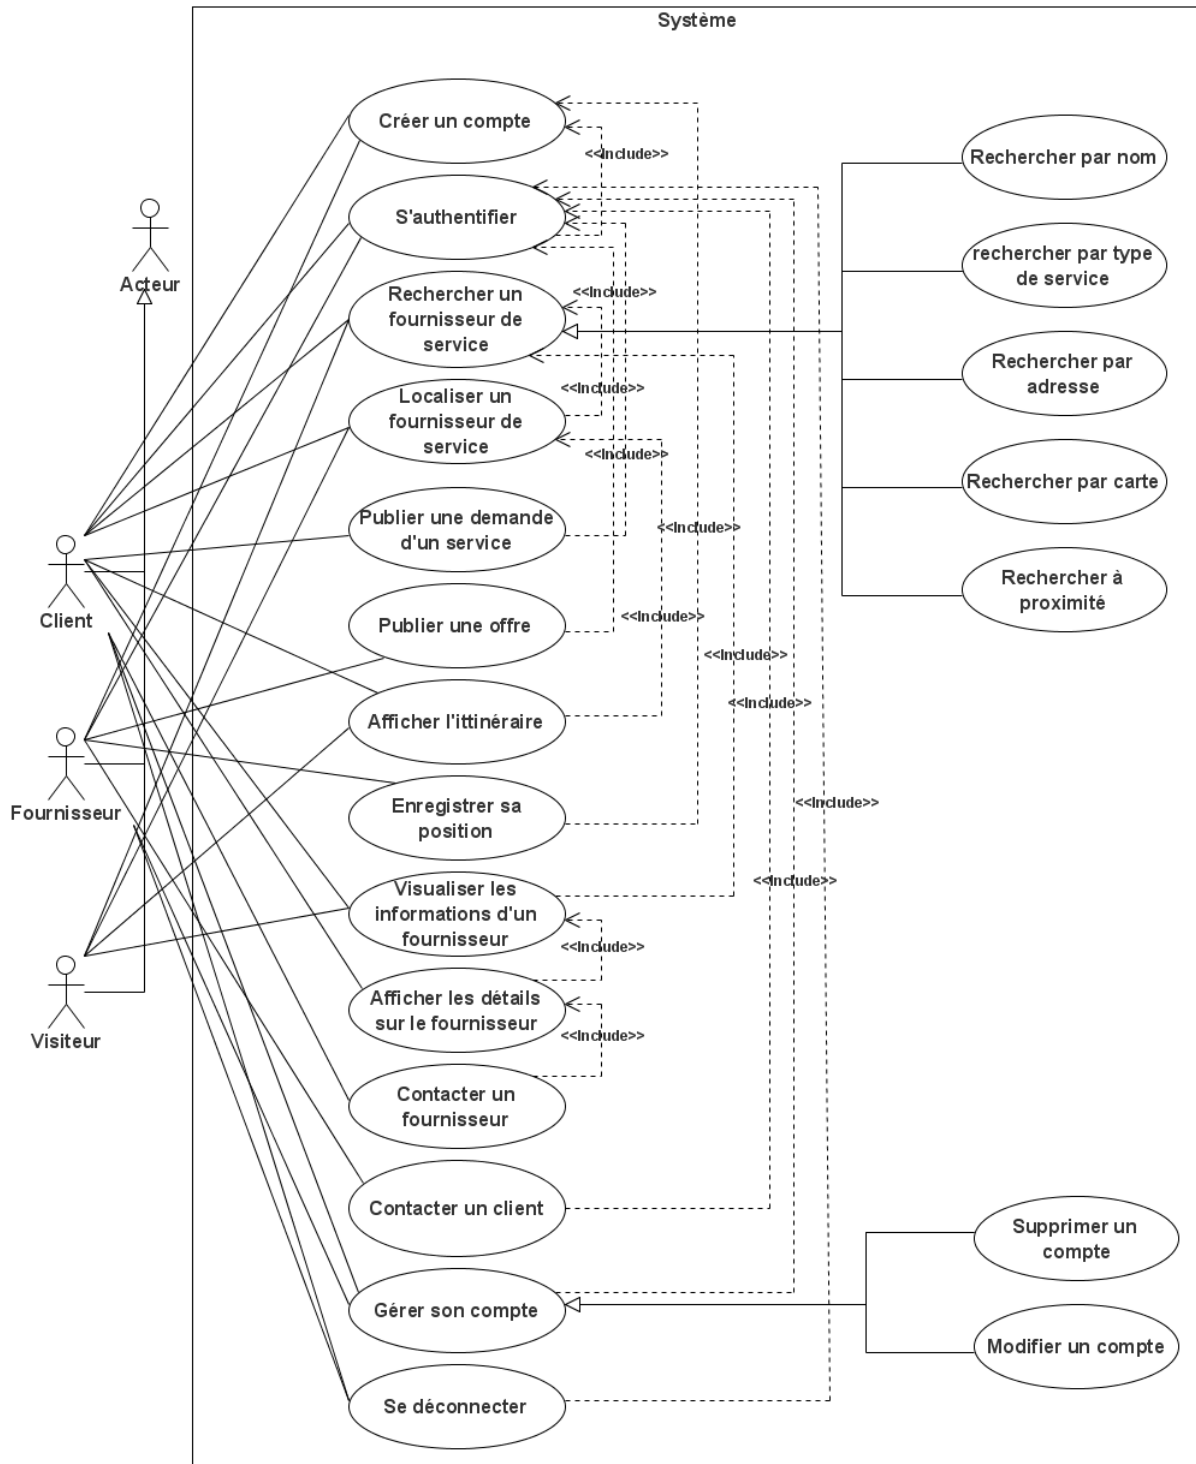 Système
Créer un compte
<<Include>>
Rechercher par nom
S'authentifier
Acteur
rechercher par type
de service
Rechercher un
fournisseur de
service
<<Include>>
Rechercher par
adresse
Localiser un
fournisseur de
service
<<Include>>
<<Include>>
Rechercher par carte
Publier une demande
d'un service
<<Include>>
Client
Publier une offre
<<Include>>
Rechercher à
proximité
<<Include>>
Afficher l'ittinéraire
<<Include>>
Fournisseur
Enregistrer sa
position
<<Include>>
Visualiser les
informations d'un
fournisseur
<<Include>>
<<Include>>
Visiteur
Afficher les détails
sur le fournisseur
<<Include>>
Contacter un
fournisseur
Contacter un client
Supprimer un
compte
Gérer son compte
Modifier un compte
Se déconnecter